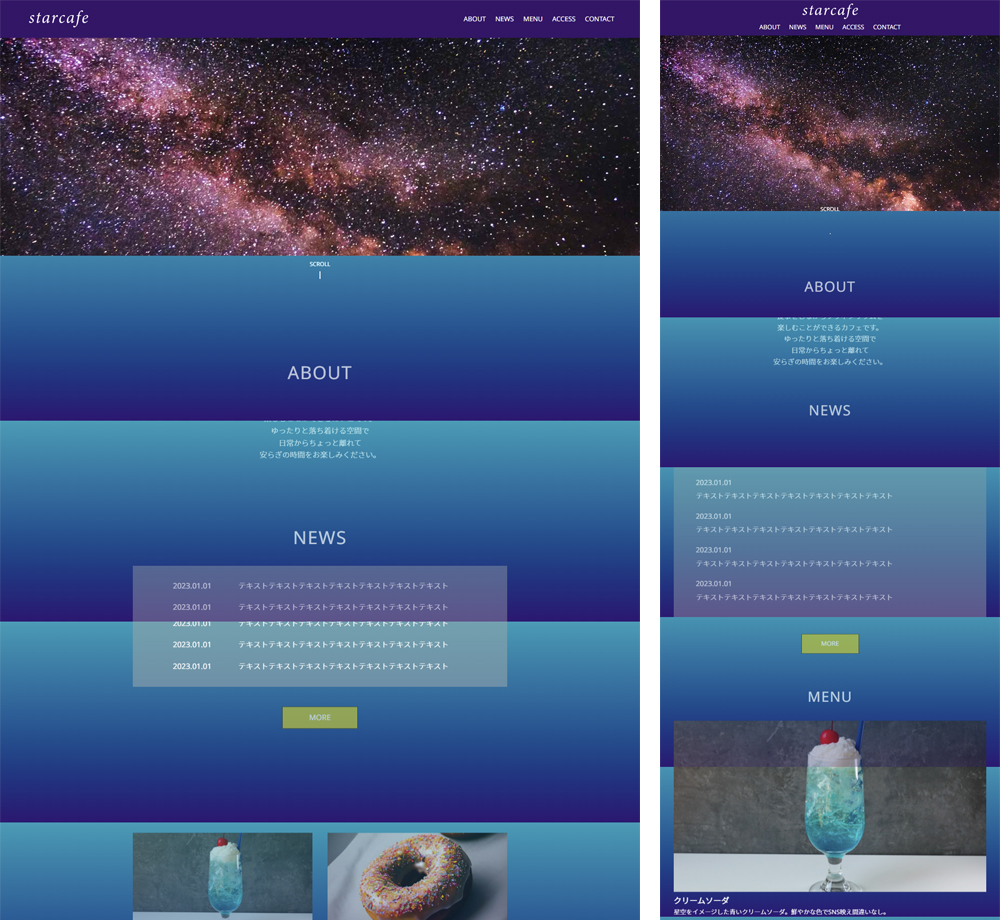 starcafe
ABOUT NEWS MENU ACCESS CONTACT
SCROLL
ABOUT
ゆったりと落ち着ける空間で
日常からちょっと離れて
安らぎの時間をお楽しみください。
NEWS
2023.01.01 テキストテキストテキストテキストテキストテキストテキスト
2023.01.01 テキストテキストテキストテキストテキストテキストテキスト
2023.01.01 テキストテキストテキストテキストテキストテキストテキスト
2023.01.01 テキストテキストテキストテキストテキストテキストテキスト
2023.01.01 テキストテキストテキストテキストテキストテキストテキスト
MORE
starcafe
ABOUT NEWS MENU ACCESS CONTACT
SCROLL
ABOUT
楽しむことができるカフェです。
ゆったりと落ち着ける空間で
日常からちょっと離れて
安らぎの時間をお楽しみください。
NEWS
2023.01.01
テキストテキストテキストテキストテキストテキストテキスト
2023.01.01
テキストテキストテキストテキストテキストテキストテキスト
2023.01.01
テキストテキストテキストテキストテキストテキストテキスト
2023.01.01
テキストテキストテキストテキストテキストテキストテキスト
MORE
MENU
クリームソーダ
星空をイメージした青いクリームソーダ。鮮やかな色でSNS映え間違いなし。